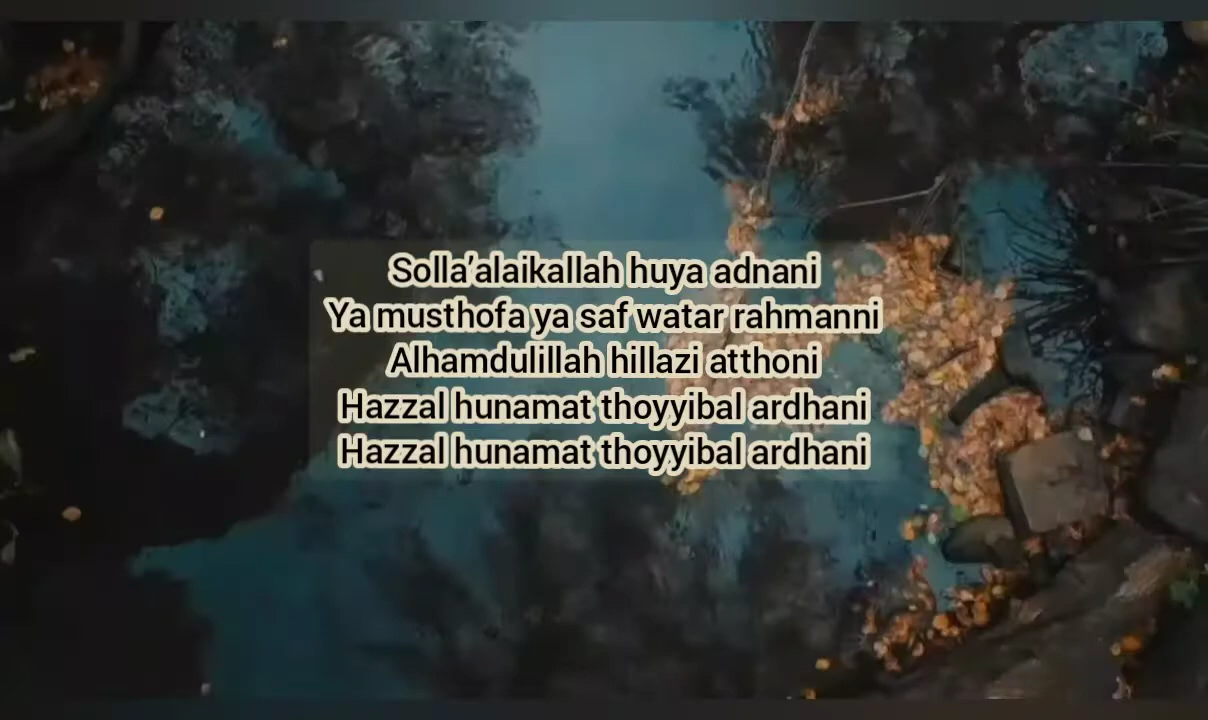 Solla'alaikallah huya adnani
Ya musthofa ya saf watar rahmanni
Alhamdulillah hillazi atthoni
Hazzal hunamat thoyyibal ardhani
Hazzal hunamat thoyyibal ardhani